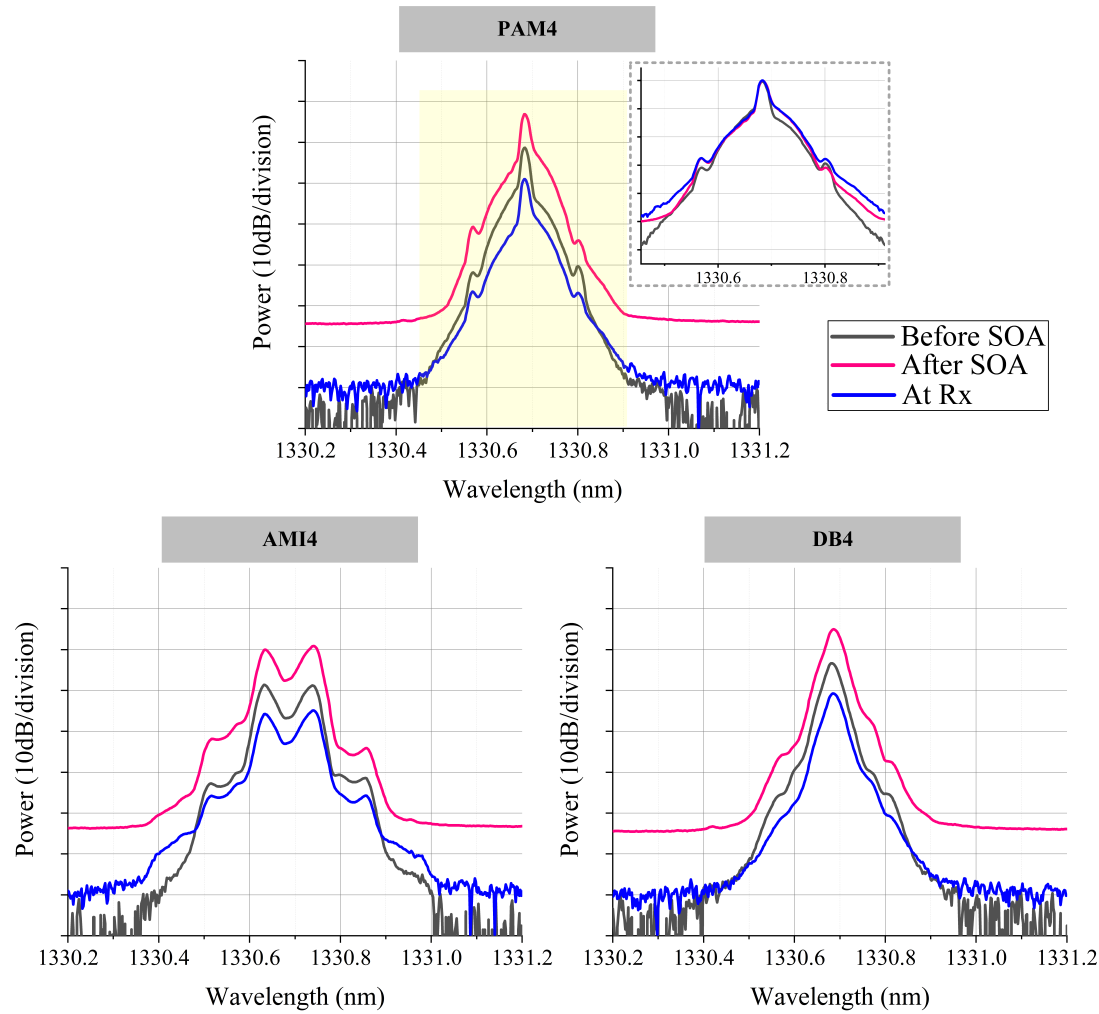 PAM4
Power (10dB/division)
1330.6 1330.8
Before SOA
After SOA
At Rx
1330.2 1330.4 1330.6 1330.8 1331.0 1331.2
Wavelength (nm)
AMI4
DB4
Power (10dB/division)
Power (10dB/division)
1330.2 1330.4 1330.6 1330.8 1331.0 1331.2
1330.2 1330.4 1330.6 1330.8 1331.0 1331.2
Wavelength (nm)
Wavelength (nm)